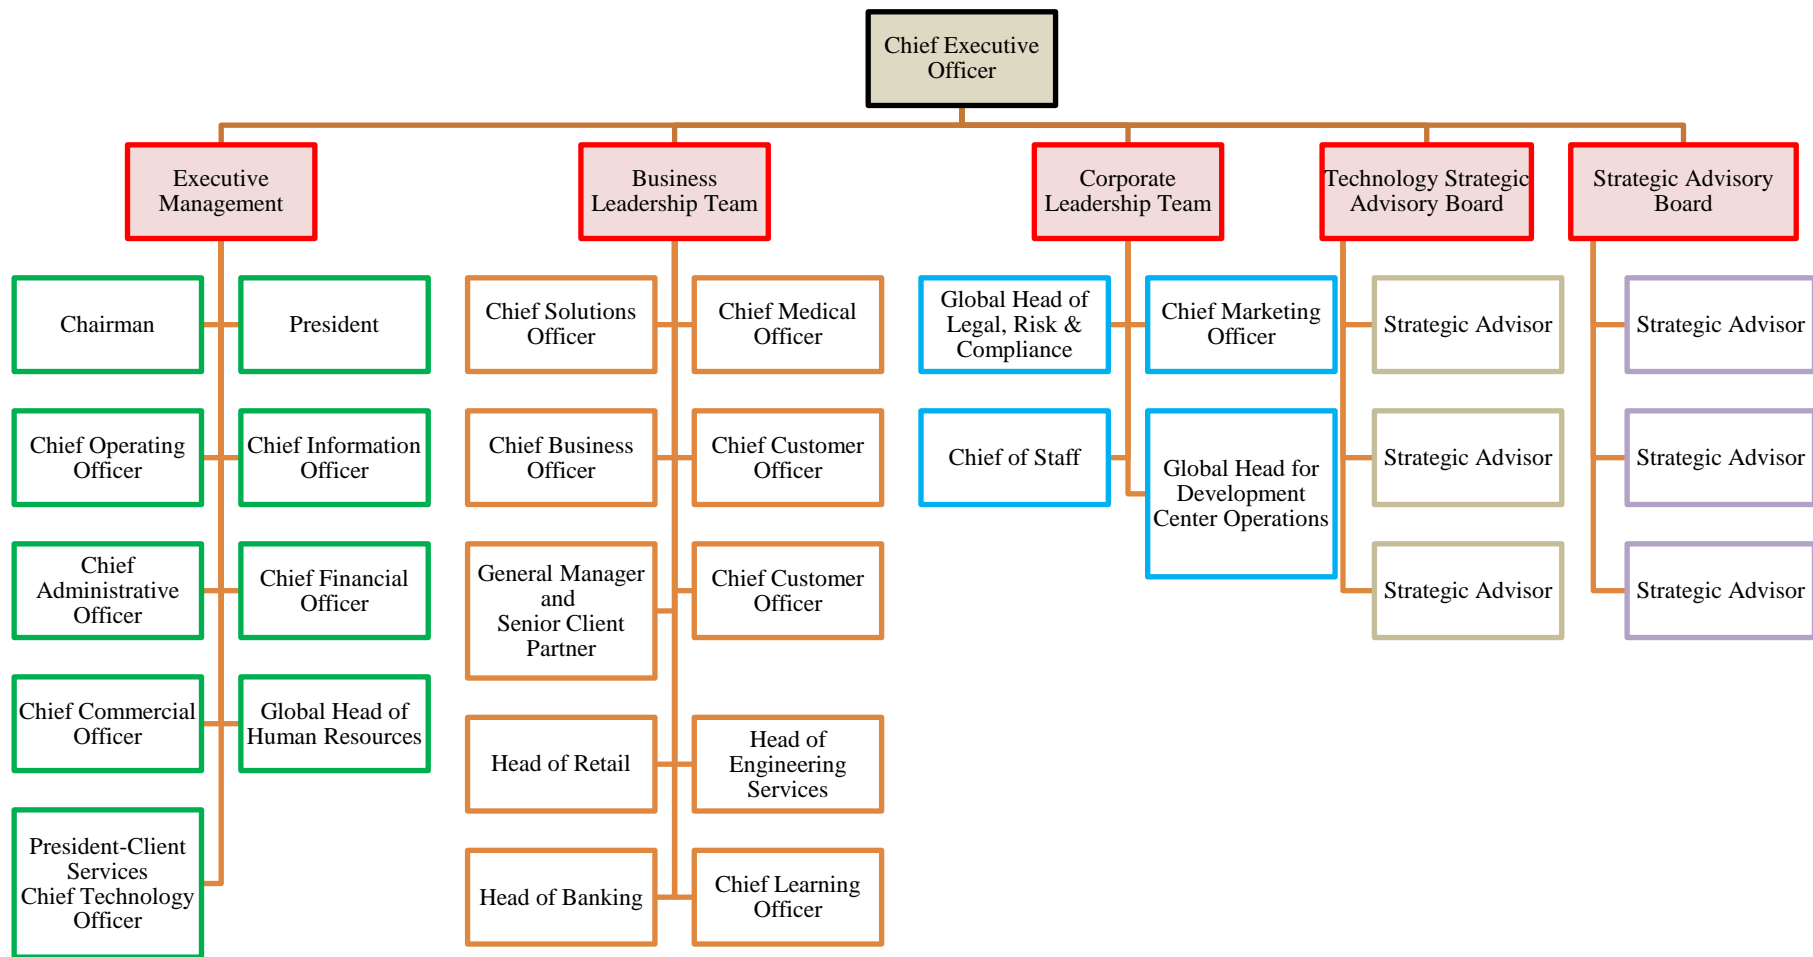 Chief Executive
Officer
Executive
Management
Business
Leadership Team
Corporate
Leadership Team
Technology Strategic
Advisory Board
Strategic Advisory
Board
Chairman
President
Chief Operating
Officer
Chief Information
Officer
Chief
Administrative
Officer
Chief Financial
Officer
Chief Commercial
Officer
Global Head of
Human Resources
President-Client
Services
Chief Technology
Officer
Chief Solutions
Officer
Chief Medical
Officer
Chief Business
Officer
Chief Customer
Officer
General Manager
and
Senior Client
Partner
Chief Customer
Officer
Head of Retail
Head of
Engineering
Services
Head of Banking
Chief Learning
Officer
Global Head of
Legal, Risk &
Compliance
Chief Marketing
Officer
Chief of Staff
Global Head for
Development
Center Operations
Strategic Advisor
Strategic Advisor
Strategic Advisor
Strategic Advisor
Strategic Advisor
Strategic Advisor